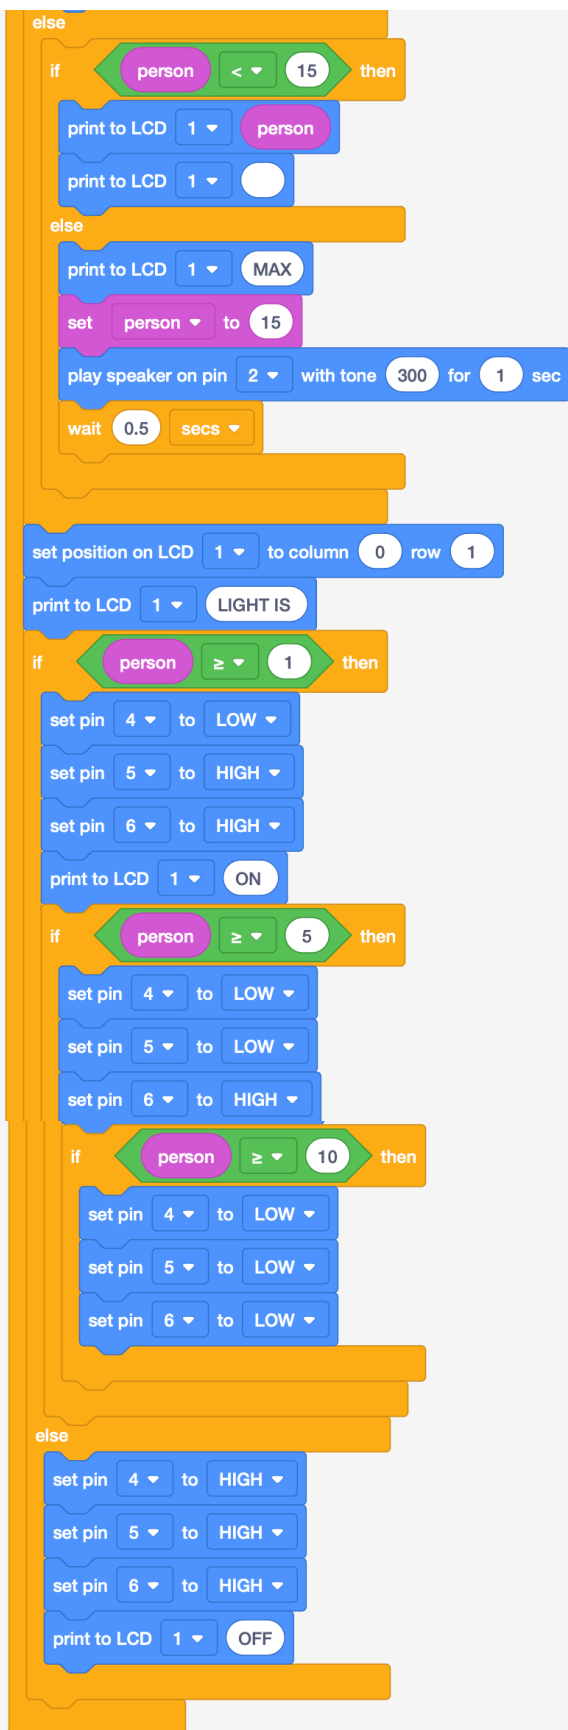 else
if person < 15 then
print to LCD 1 person
print to LCD 1
else
print to LCD 1 MAX
set person to 15
play speaker on pin 2 with tone 300 for 1 sec
wait 0.5 secs
set position on LCD 1 to column 0 row 1
print to LCD 1 LIGHT IS
if person ≥ 1 then
set pin 4 to LOW
set pin 5 to HIGH
set pin 6 to HIGH
print to LCD 1 ON
if person ≥ 5 then
set pin 4 to LOW
set pin 5 to LOW
set pin 6 to HIGH
if person ≥ 10 then
set pin 4 to LOW
set pin 5 to LOW
set pin 6 to LOW
else
set pin 4 to HIGH
set pin 5 to HIGH
set pin 6 to HIGH
print to LCD 1 OFF